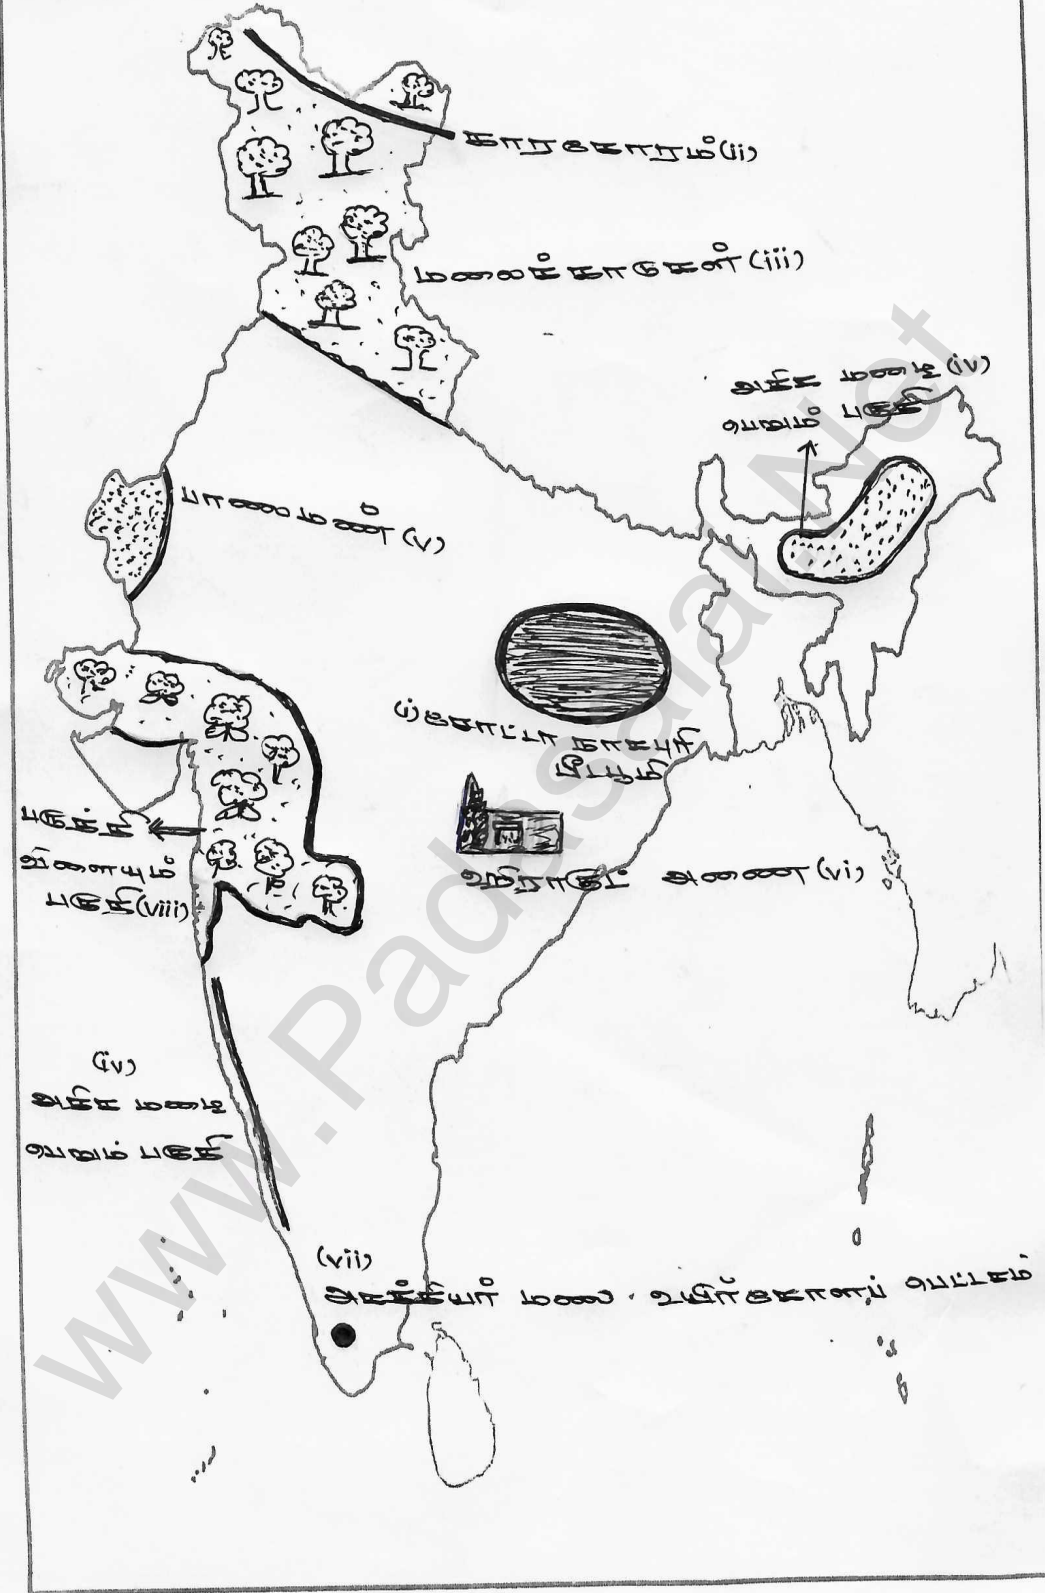 காரகோரம் (ii)
மலைக்காடுகள் (iii)
அதிக மழை (iv)
பெறும் பகுதி
பாலைமண் (v)
(i) சோட்டா நாகபுரி
பீடபூமி
பருத்தி
விளையும்
பகுதி (viii)
ஹிராகுட் அணை (vi)
(iv)
அதிக மழை
பெறும் பகுதி
(vii)
அகத்தியர் மலை - உயிர்கோளப் பெட்டகம்
www.Padasalai.Net